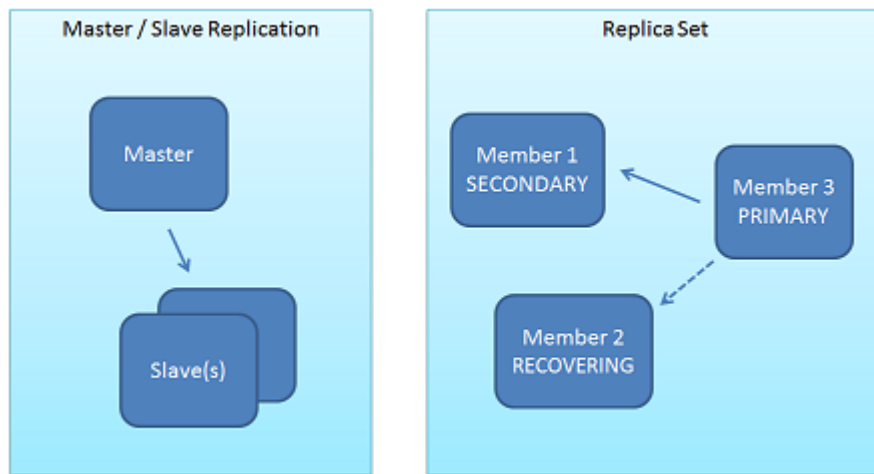 Master / Slave Replication
Master
Slave(s)
Replica Set
Member 1
SECONDARY
Member 3
PRIMARY
Member 2
RECOVERING